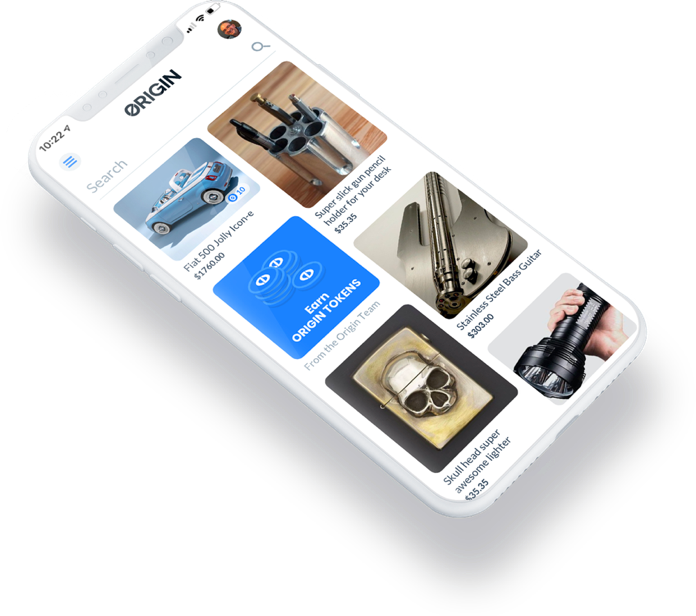 10:22
ØRIGIN
Search
10
Fiat 500 Jolly Icon-e
$1760.00
Super slick gun pencil
holder for your desk
$35.35
Earn
ORIGIN TOKENS
From the Origin Team
Stainless Steel Bass Guitar
$303.00
Skull head super
awesome lighter
$35.35